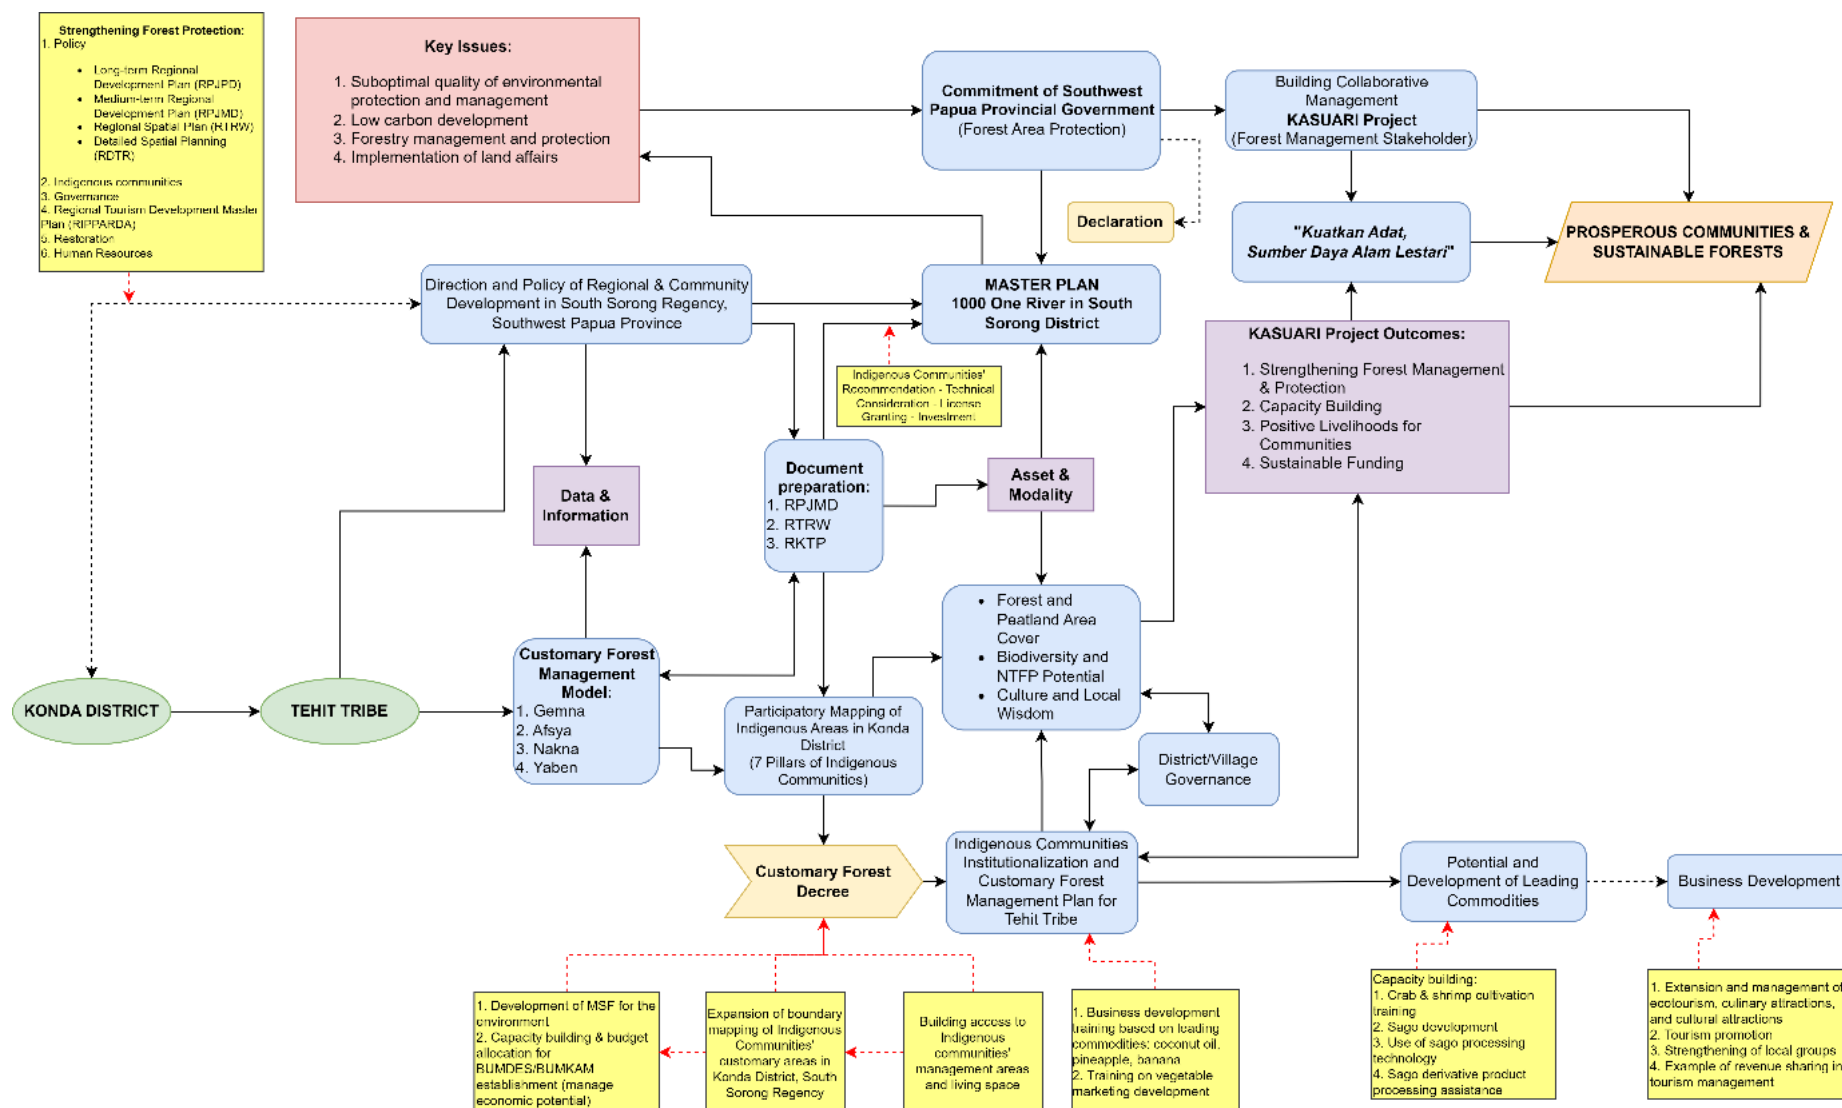 Strengthening Forest Protection:
1. Policy
• Long-term Regional
Development Plan (RPJPD)
• Medium-term Regional
Development Plan (RPJMD)
• Regional Spatial Plan (RTRW)
• Detailed Spatial Planning
(RDTR)
2. Indigenous communities
3. Governance
4. Regional Tourism Development Master
Plan (RIPPARDA)
5. Restoration
6. Human Resources
Key Issues:
1. Suboptimal quality of environmental
protection and management
2. Low carbon development
3. Forestry management and protection
4. Implementation of land affairs
Commitment of Southwest
Papua Provincial Government
(Forest Area Protection)
Building Collaborative
Management
KASUARI Project
(Forest Management Stakeholder)
Declaration
"Kuatkan Adat,
Sumber Daya Alam Lestari"
PROSPEROUS COMMUNITIES &
SUSTAINABLE FORESTS
Direction and Policy of Regional & Community
Development in South Sorong Regency,
Southwest Papua Province
MASTER PLAN
1000 One River in South
Sorong District
Indigenous Communities'
Recommendation - Technical
Consideration - License
Granting - Investment
KASUARI Project Outcomes:
1. Strengthening Forest Management
& Protection
2. Capacity Building
3. Positive Livelihoods for
Communities
4. Sustainable Funding
Data &
Information
Document
preparation:
1. RPJMD
2. RTRW
3. RKTP
Asset &
Modality
KONDA DISTRICT
TEHIT TRIBE
Customary Forest
Management
Model:
1. Gemna
2. Afsya
3. Nakna
4. Yaben
Participatory Mapping of
Indigenous Areas in Konda
District
(7 Pillars of Indigenous
Communities)
• Forest and
Peatland Area
Cover
• Biodiversity and
NTFP Potential
• Culture and Local
Wisdom
District/Village
Governance
Customary Forest
Decree
Indigenous Communities
Institutionalization and
Customary Forest
Management Plan for
Tehit Tribe
Potential and
Development of Leading
Commodities
Business Development
1. Development of MSF for the
environment
2. Capacity building & budget
allocation for
BUMDES/BUMKAM
establishment (manage
economic potential)
Expansion of boundary
mapping of Indigenous
Communities'
customary areas in
Konda District, South
Sorong Regency
Building access to
Indigenous
communities'
management areas
and living space
1. Business development
training based on leading
commodities: coconut oil,
pineapple, banana
2. Training on vegetable
marketing development
Capacity building:
1. Crab & shrimp cultivation
training
2. Sago development
3. Use of sago processing
technology
4. Sago derivative product
processing assistance
1. Extension and management of
ecotourism, culinary attractions,
and cultural attractions
2. Tourism promotion
3. Strengthening of local groups
4. Example of revenue sharing in
tourism management